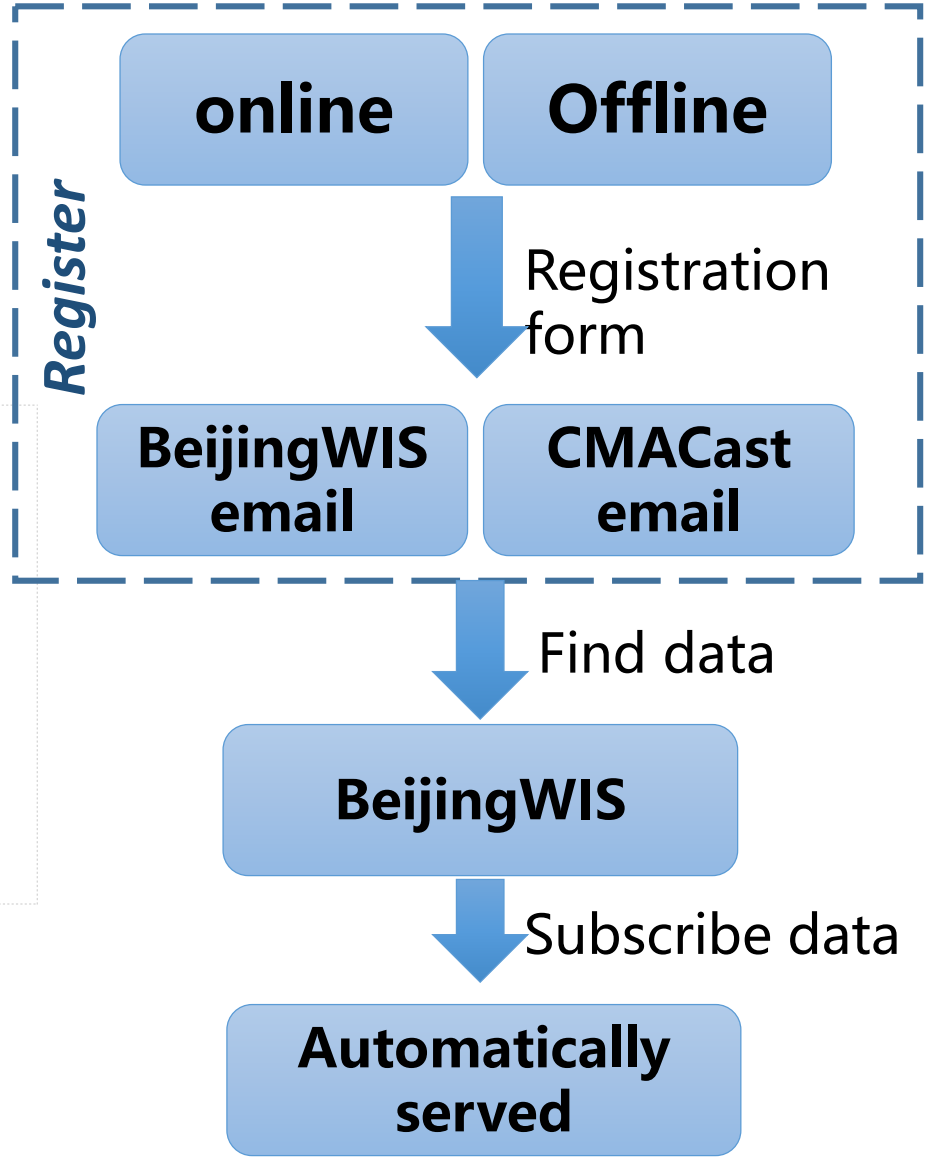 online
Offline
Register
Registration
form
BeijingWIS
email
CMACast
email
Find data
BeijingWIS
Subscribe data
Automatically
served